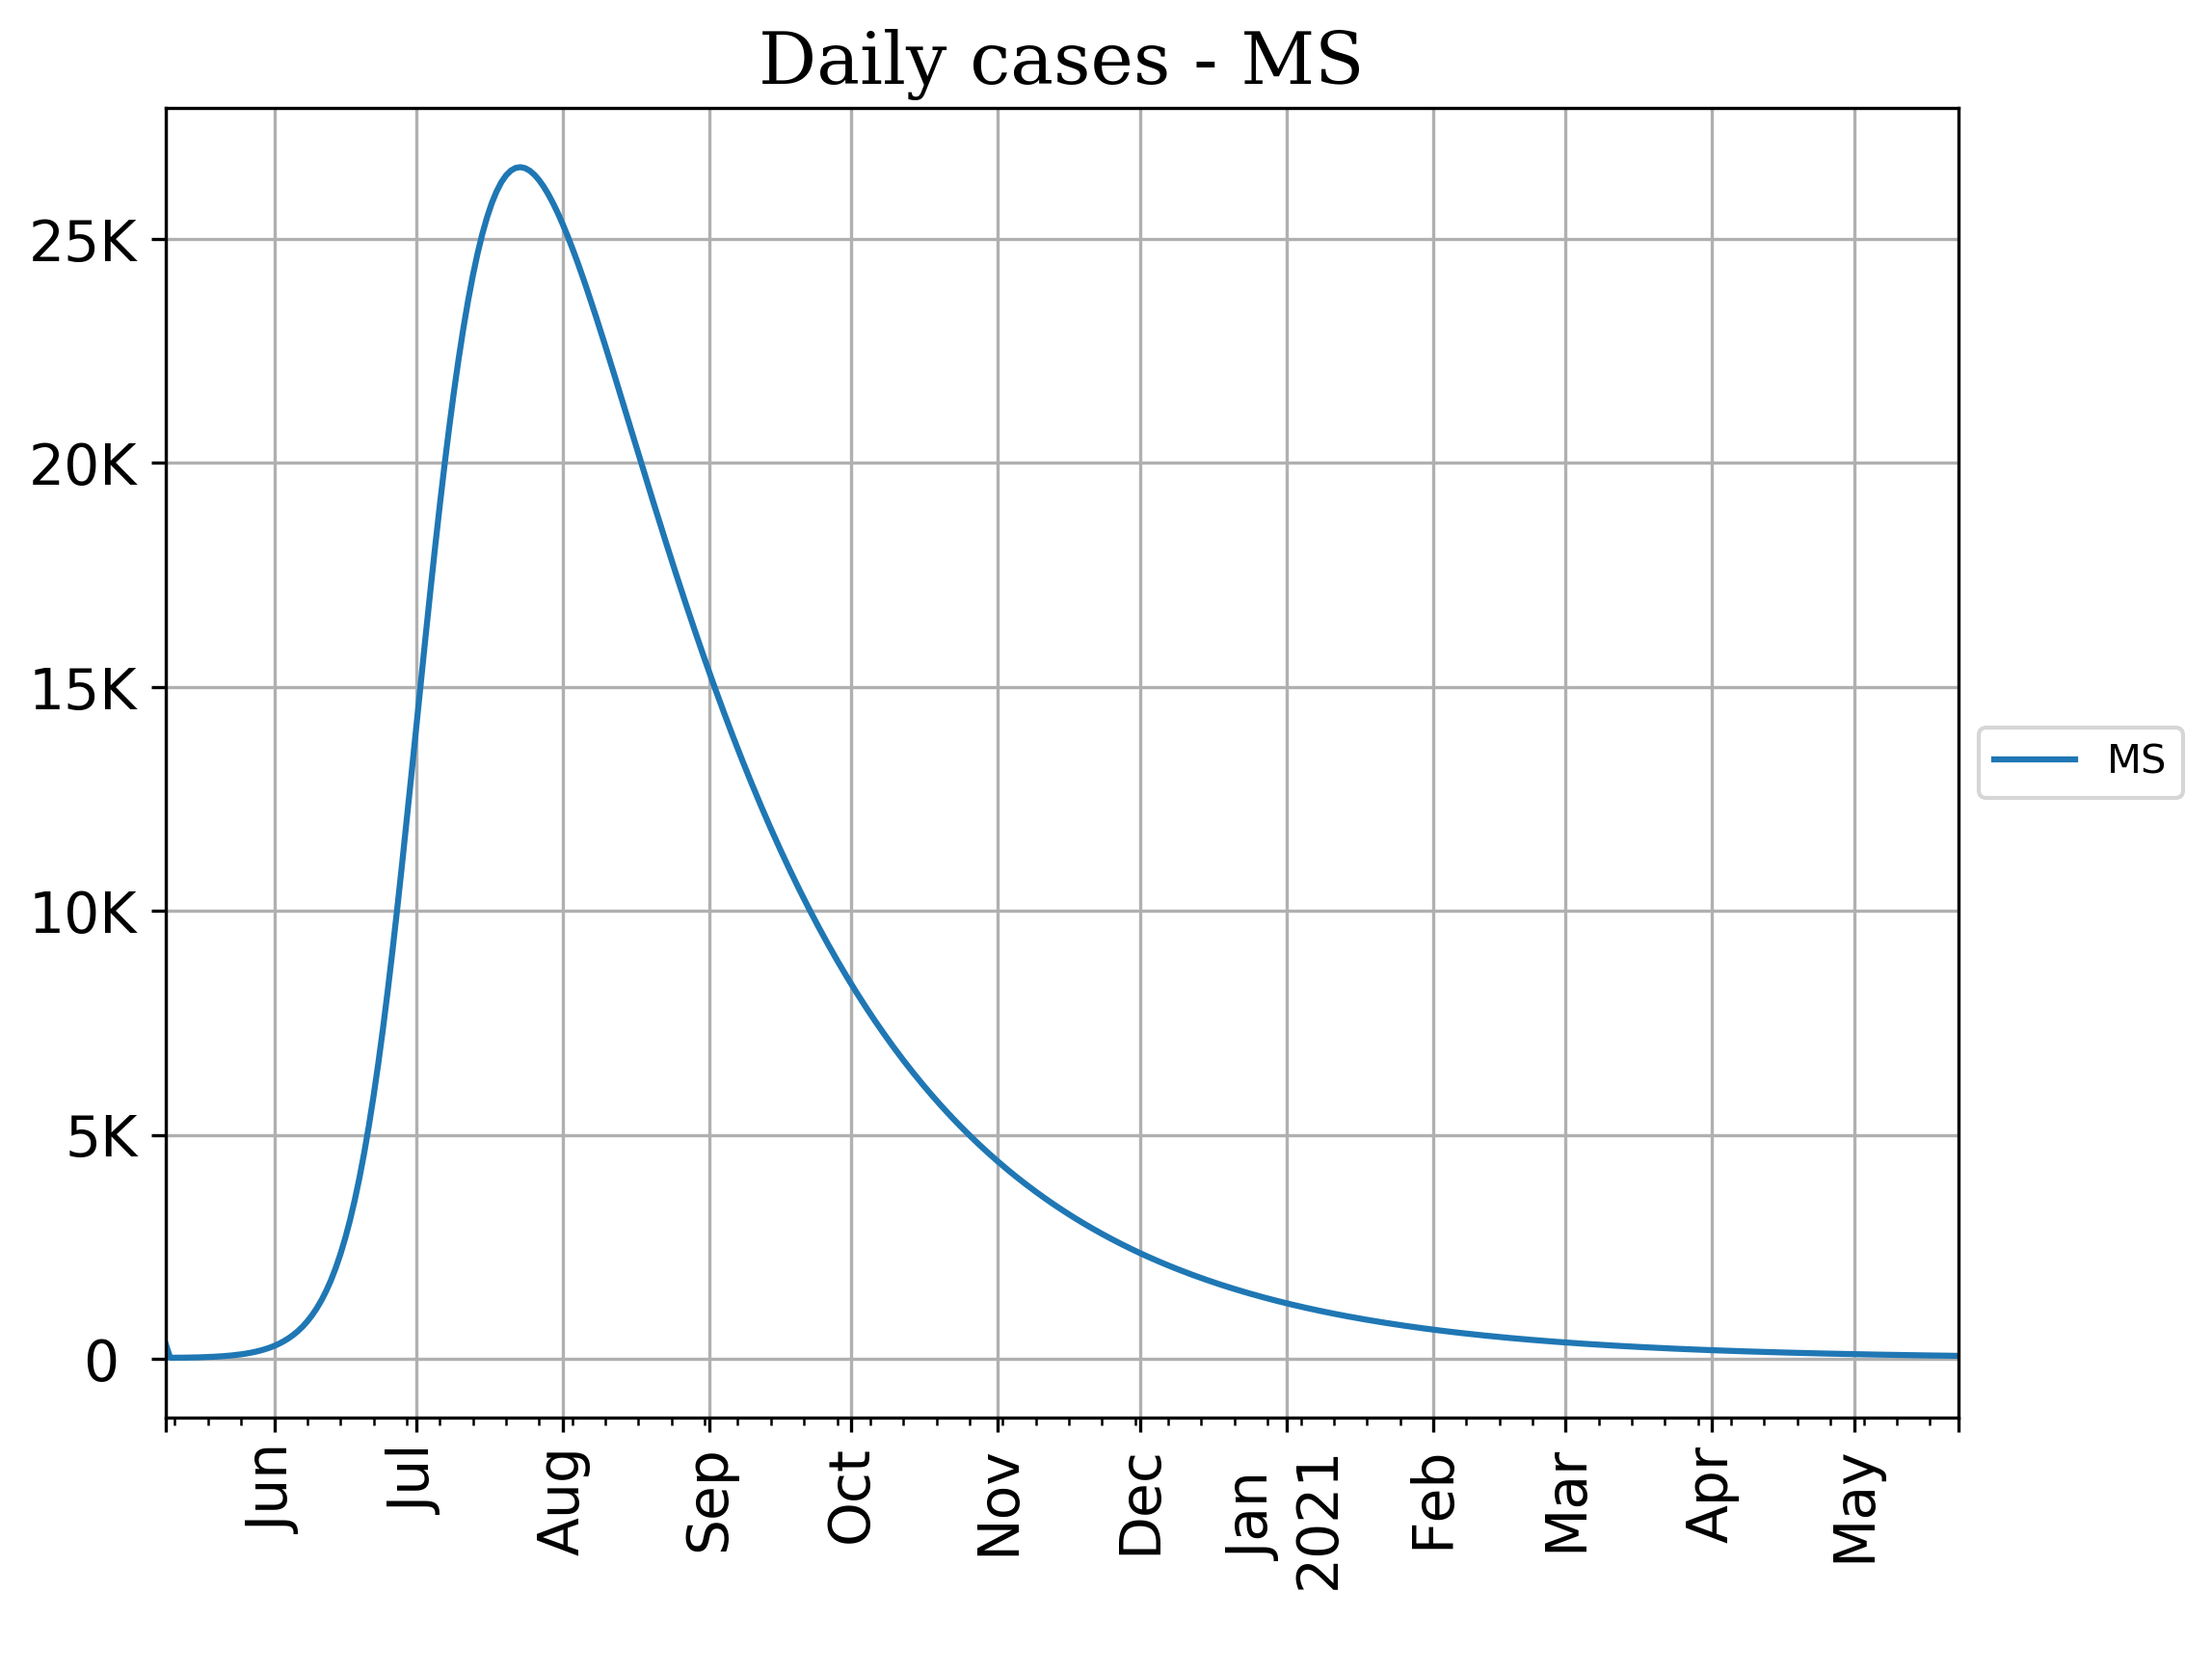 Daily cases - MS
25K
20K
15K
10K
5K
0
MS
Jun
Jul
Aug
Sep
Oct
Nov
Dec
Jan
2021
Feb
Mar
Apr
May